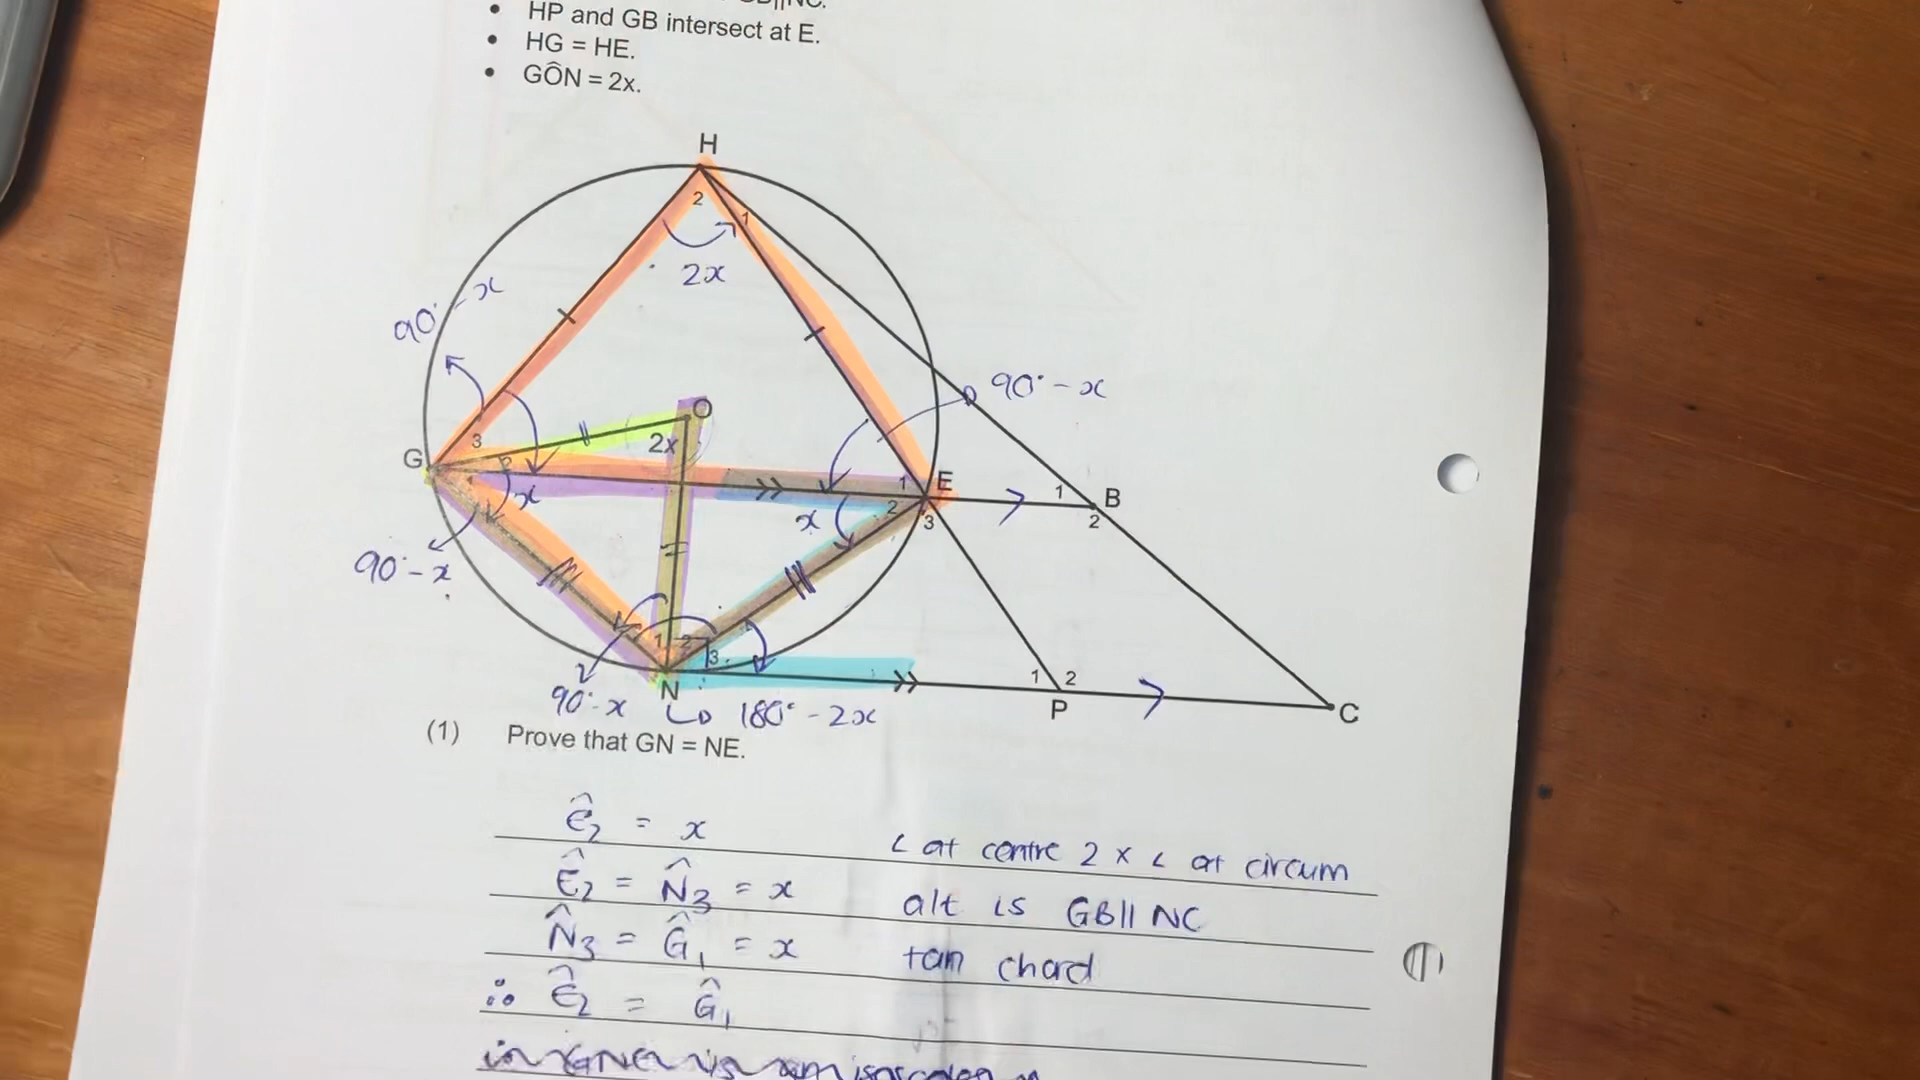 GB||NC.
• HP and GB intersect at E.
• HG = HE.
• GÔN = 2x.
H
2 1
2x
90° - x
90° - x
O
2x
3
G
2
x
1 E
1 B
2
2
3
x
90° - x
1 2
3
N
1 2
P
C
90° - x
180° - 2x
(1) Prove that GN = NE.
Ê₂ = x ∠ at centre 2 x ∠ at circum
Ê₂ = N̂₃ = x alt ∠s GB || NC
N̂₃ = Ĝ₁ = x tan chord
∴ Ê₂ = Ĝ₁